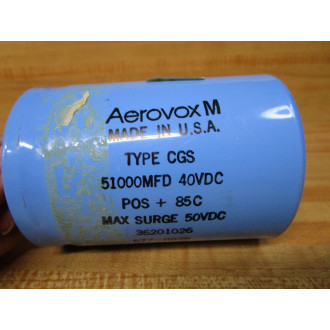 Aerovox M
MADE IN U.S.A.
TYPE CGS
51000MFD 40VDC
POS + 85C
MAX SURGE 50VDC
36201026